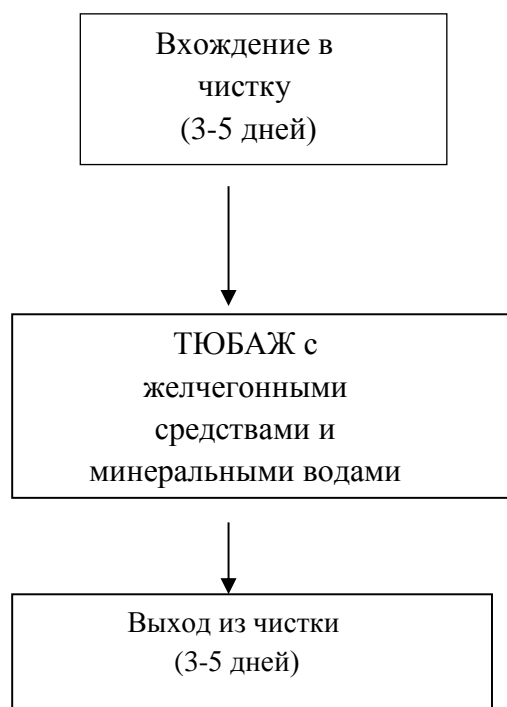 Вхождение в
чистку
(3-5 дней)
ТЮБАЖ с
желчегонными
средствами и
минеральными водами
Выход из чистки
(3-5 дней)